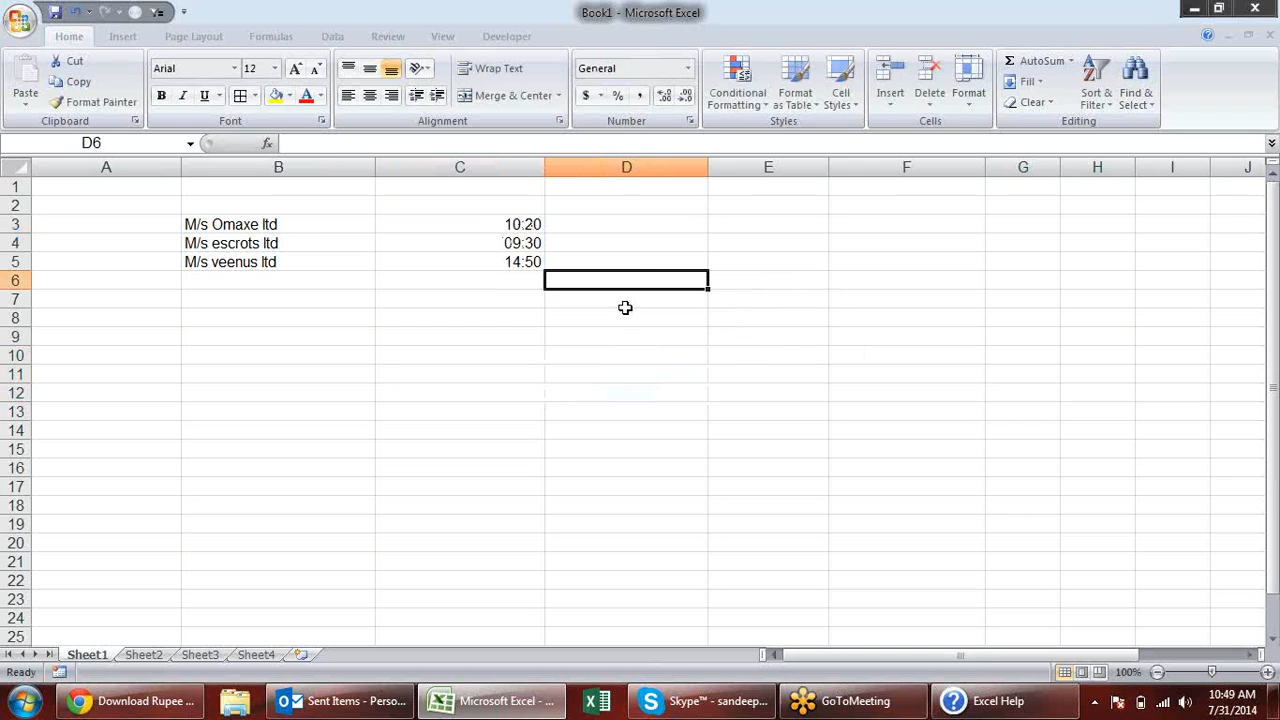 Book1 - Microsoft Excel
Home Insert Page Layout Formulas Data Review View Developer
Paste
Cut
Copy
Format Painter
Clipboard
Arial 12
B I U A
Font
Wrap Text
Merge & Center
Alignment
General
$ % , .00 .0
Number
Conditional Formatting
Format as Table
Cell Styles
Styles
Insert Delete Format
Cells
Σ AutoSum
Fill
Clear
Sort & Filter
Find & Select
Editing
D6 fx
A B C D E F G H I J
1
2
3 M/s Omaxe ltd 10:20
4 M/s escrots ltd 09:30
5 M/s veenus ltd 14:50
6
7
8
9
10
11
12
13
14
15
16
17
18
19
20
21
22
23
24
25
Sheet1 Sheet2 Sheet3 Sheet4
Ready 100%
Download Rupee ... Sent Items - Perso... Microsoft Excel - ... Skype™ - sandeep... GoToMeeting Excel Help
10:49 AM
7/31/2014